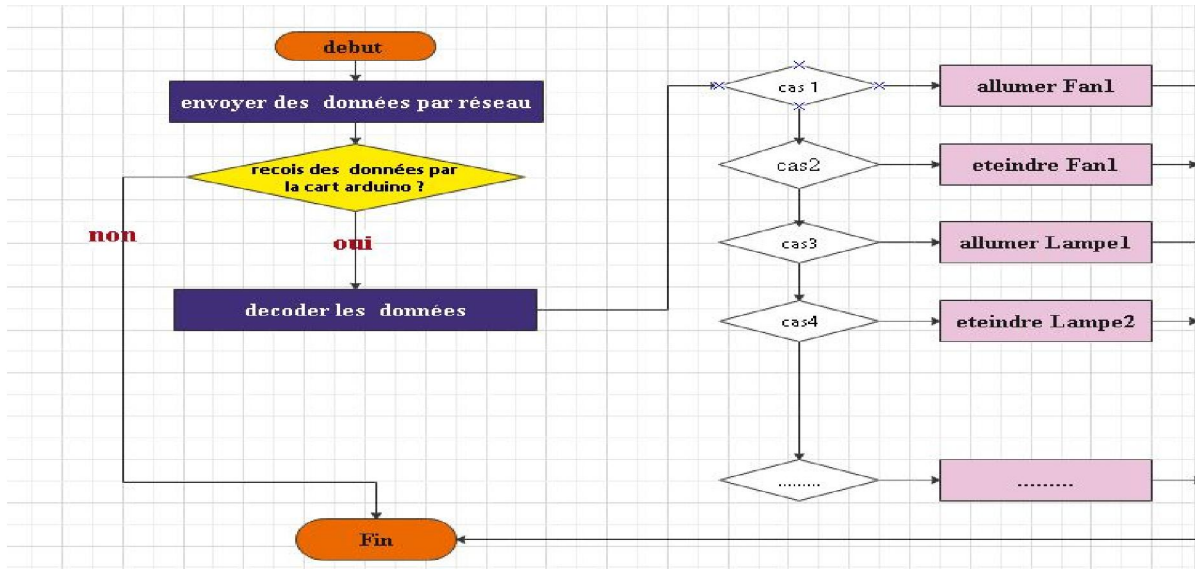 debut
envoyer des données par réseau
recois des données par
la cart arduino ?
non
oui
decoder les données
Fin
cas 1
allumer Fan1
cas2
eteindre Fan1
cas3
allumer Lampe1
cas4
eteindre Lampe2
.........
.........